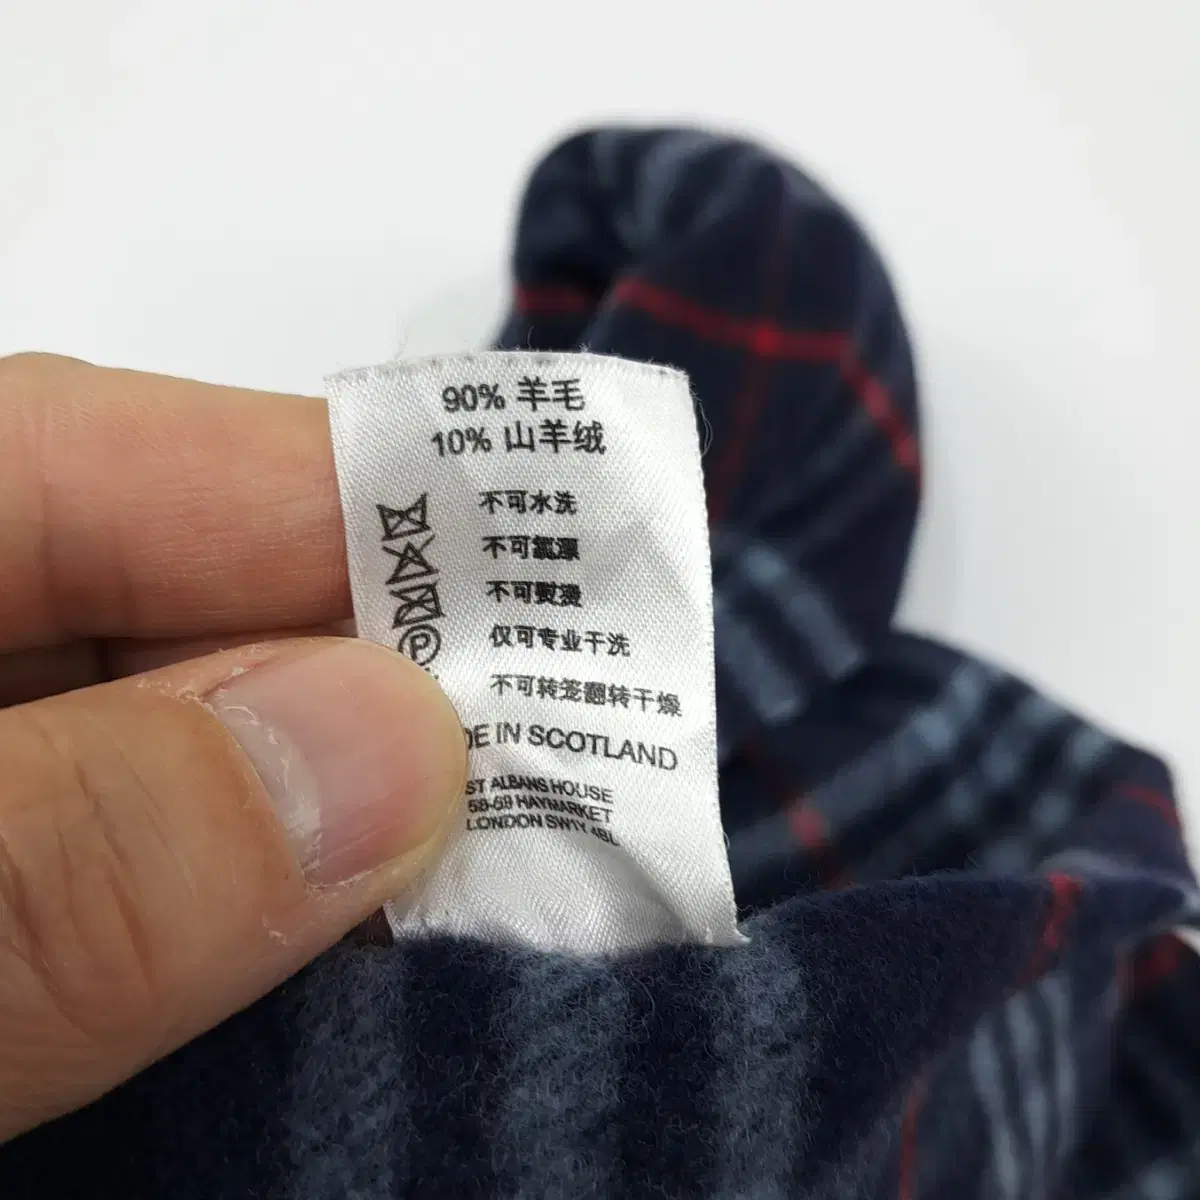 90% 羊毛
10% 山羊绒
不可水洗
不可氯漂
不可熨烫
仅可专业干洗
不可转笼翻转干燥
P
DE IN SCOTLAND
ST ALBANS HOUSE
58-59 HAYMARKET
LONDON SW1Y 4BL